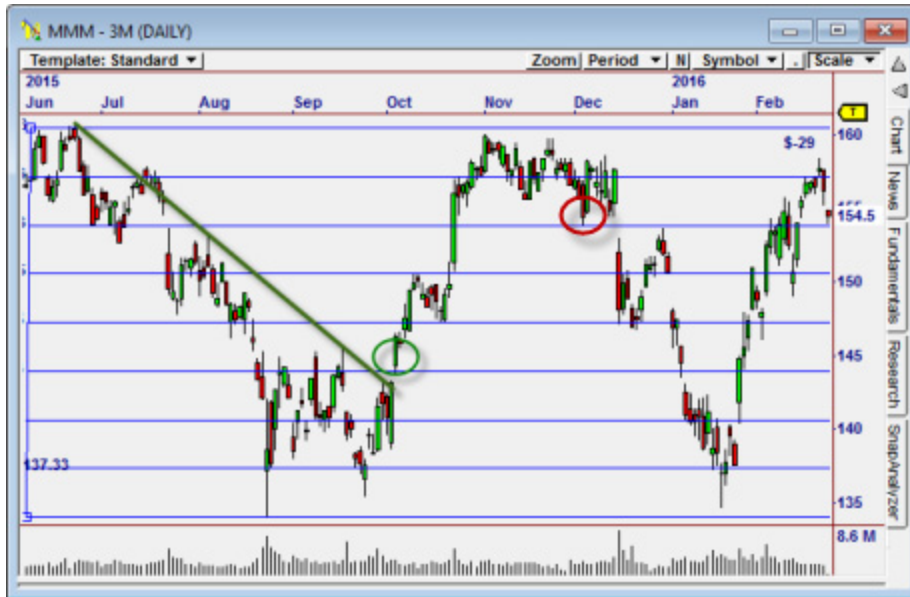 MMM - 3M (DAILY)
Template: Standard
Zoom Period N Symbol . Scale
2015 2016
Jun Jul Aug Sep Oct Nov Dec Jan Feb
T
160
$-29
154.5
150
145
140
137.33
135
8.6 M
Chart
News
Fundamentals
Research
SnapAnalyzer